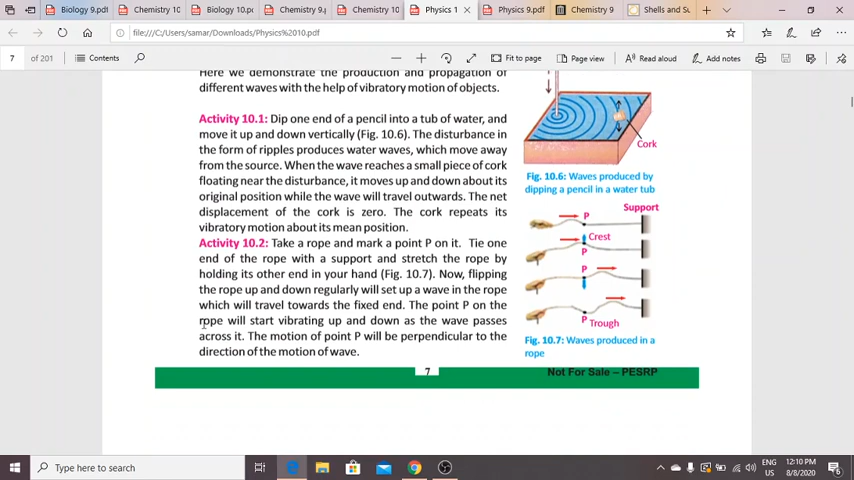 Biology 9.pdf
Chemistry 10
Biology 10.pc
Chemistry 9.p
Chemistry 10
Physics 1
Physics 9.pdf
Chemistry 9
Shells and Su
file:///C:/Users/samar/Downloads/Physics%2010.pdf
7 of 201
Contents
Fit to page
Page view
Read aloud
Add notes
Here we demonstrate the production and propagation of
different waves with the help of vibratory motion of objects.
Activity 10.1: Dip one end of a pencil into a tub of water, and
move it up and down vertically (Fig. 10.6). The disturbance in
the form of ripples produces water waves, which move away
from the source. When the wave reaches a small piece of cork
floating near the disturbance, it moves up and down about its
original position while the wave will travel outwards. The net
displacement of the cork is zero. The cork repeats its
vibratory motion about its mean position.
Activity 10.2: Take a rope and mark a point P on it. Tie one
end of the rope with a support and stretch the rope by
holding its other end in your hand (Fig. 10.7). Now, flipping
the rope up and down regularly will set up a wave in the rope
which will travel towards the fixed end. The point P on the
rope will start vibrating up and down as the wave passes
across it. The motion of point P will be perpendicular to the
direction of the motion of wave.
Cork
Fig. 10.6: Waves produced by
dipping a pencil in a water tub
Support
P
Crest
P
P
P
Trough
Fig. 10.7: Waves produced in a
rope
7
Not For Sale – PESRP
Type here to search
ENG
US
12:10 PM
8/8/2020
6